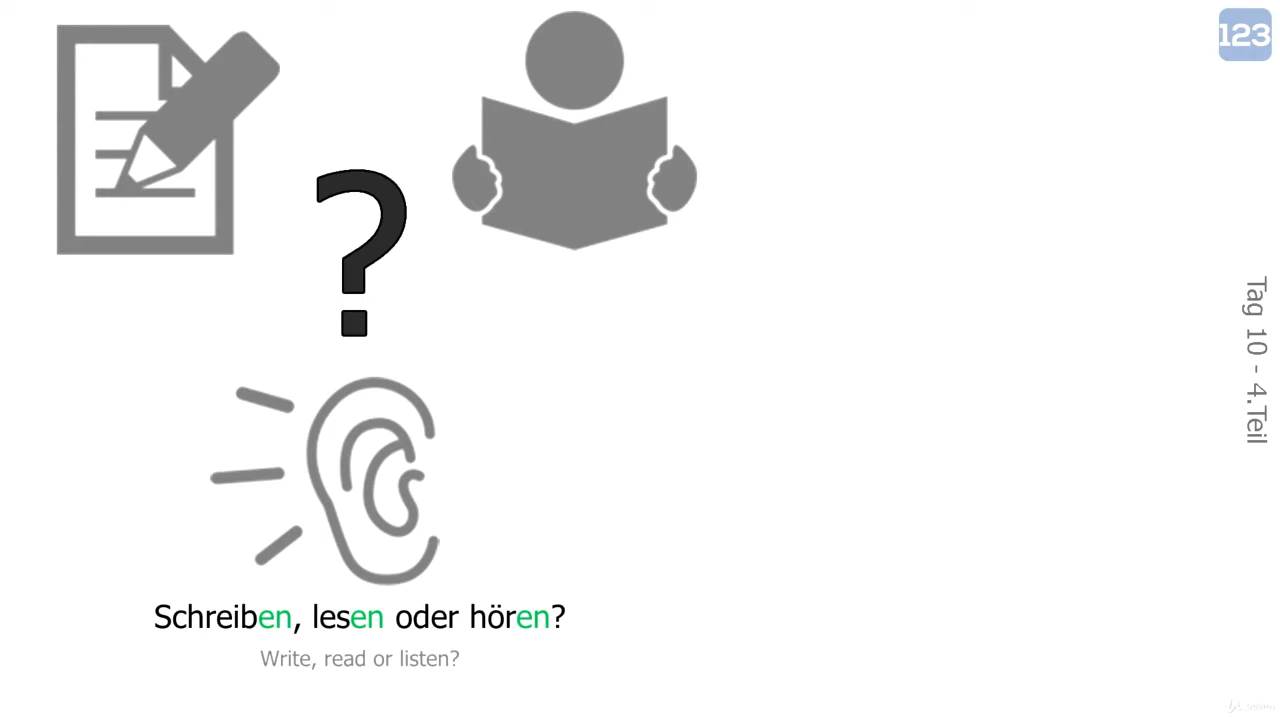 123
?
Tag 10 - 4.Teil
Schreiben, lesen oder hören?
Write, read or listen?